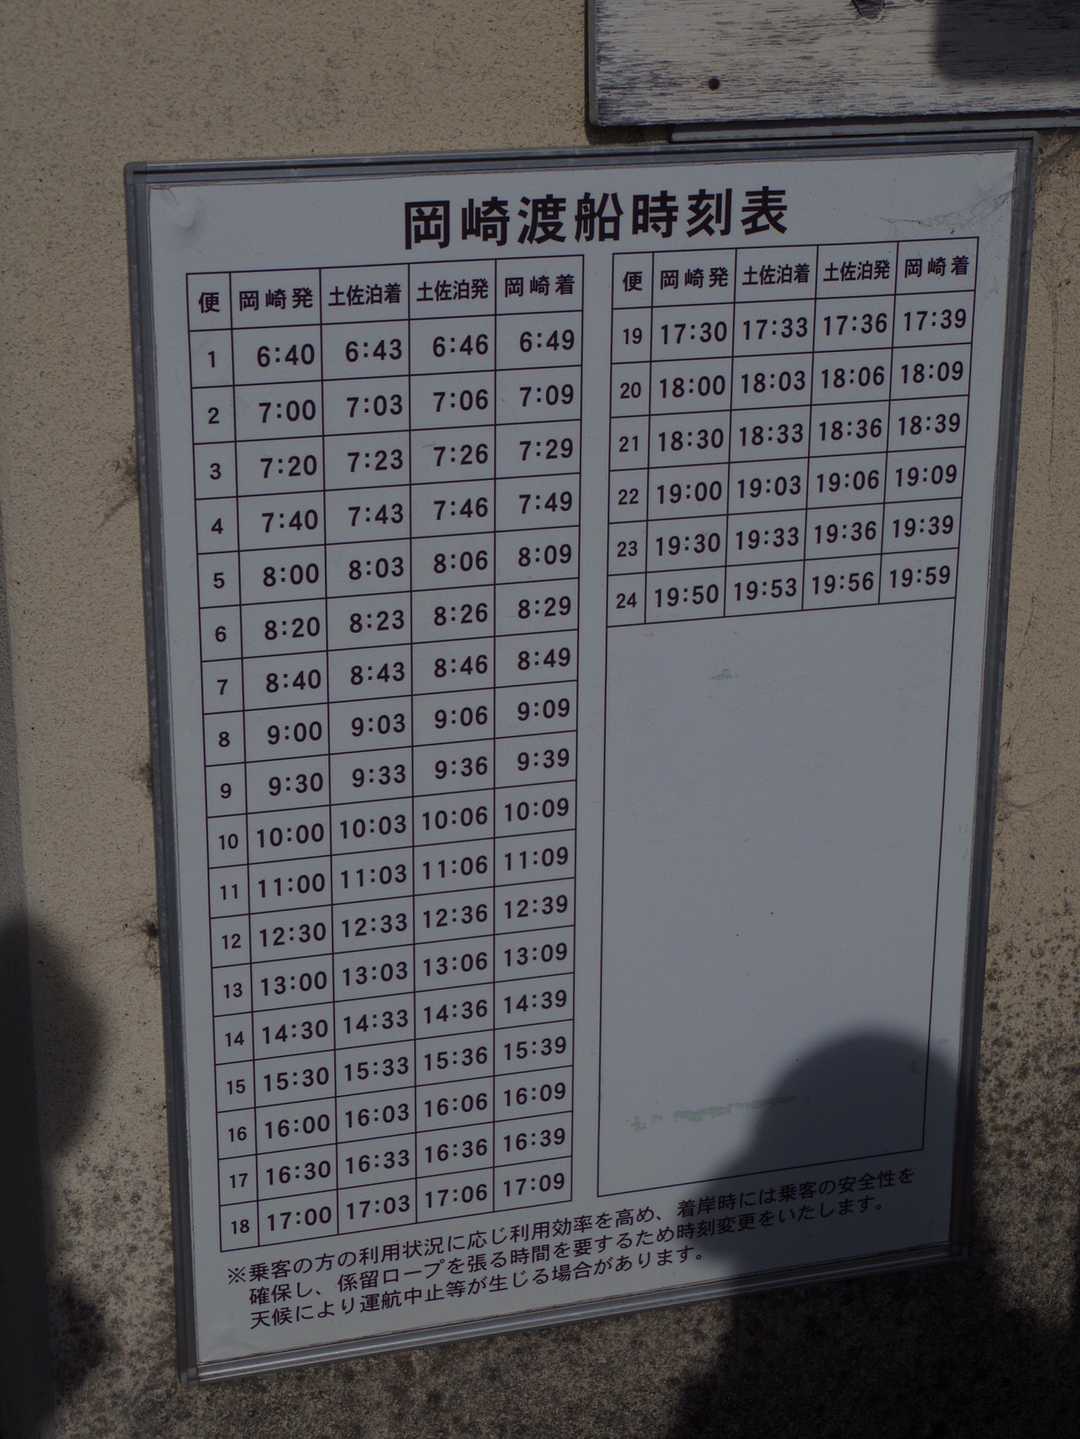 岡崎渡船時刻表
便 岡崎発 土佐泊着 土佐泊発 岡崎着
1 6:40 6:43 6:46 6:49
2 7:00 7:03 7:06 7:09
3 7:20 7:23 7:26 7:29
4 7:40 7:43 7:46 7:49
5 8:00 8:03 8:06 8:09
6 8:20 8:23 8:26 8:29
7 8:40 8:43 8:46 8:49
8 9:00 9:03 9:06 9:09
9 9:30 9:33 9:36 9:39
10 10:00 10:03 10:06 10:09
11 11:00 11:03 11:06 11:09
12 12:30 12:33 12:36 12:39
13 13:00 13:03 13:06 13:09
14 14:30 14:33 14:36 14:39
15 15:30 15:33 15:36 15:39
16 16:00 16:03 16:06 16:09
17 16:30 16:33 16:36 16:39
18 17:00 17:03 17:06 17:09
便 岡崎発 土佐泊着 土佐泊発 岡崎着
19 17:30 17:33 17:36 17:39
20 18:00 18:03 18:06 18:09
21 18:30 18:33 18:36 18:39
22 19:00 19:03 19:06 19:09
23 19:30 19:33 19:36 19:39
24 19:50 19:53 19:56 19:59
※乗客の方の利用状況に応じ利用効率を高め、着岸時には乗客の安全性を
確保し、係留ロープを張る時間を要するため時刻変更をいたします。
天候により運航中止等が生じる場合があります。